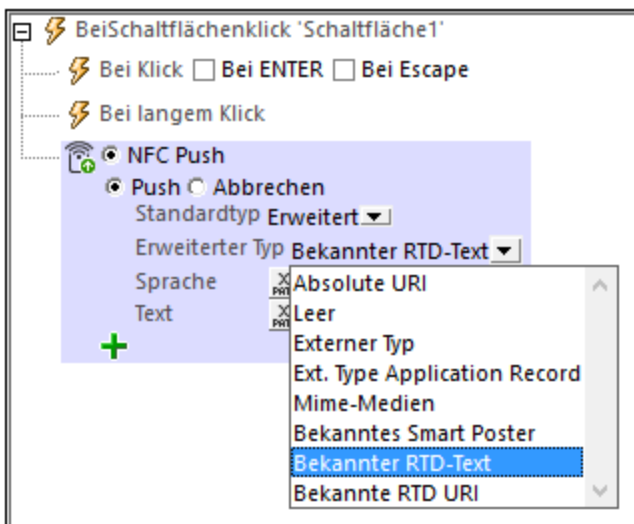 BeiSchaltflächenklick 'Schaltfläche1'
Bei Klick Bei ENTER Bei Escape
Bei langem Klick
NFC Push
Push Abbrechen
Standardtyp Erweitert
Erweiterter Typ Bekannter RTD-Text
Sprache
Text
Absolute URI
Leer
Externer Typ
Ext. Type Application Record
Mime-Medien
Bekanntes Smart Poster
Bekannter RTD-Text
Bekannte RTD URI